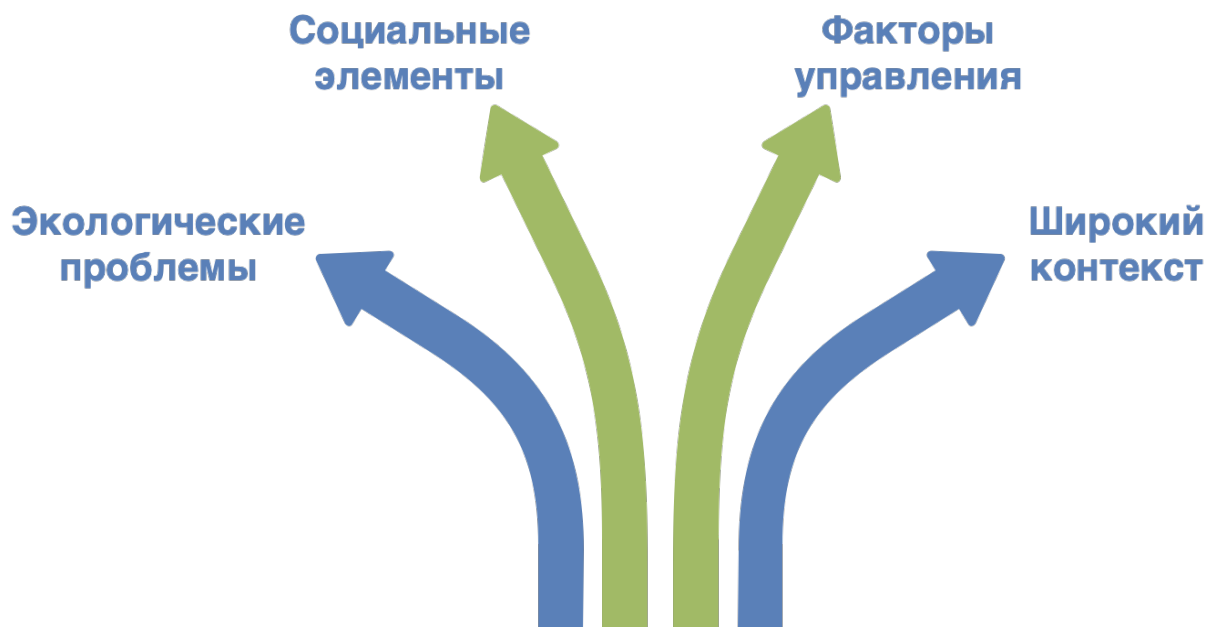 Социальные
элементы
Факторы
управления
Экологические
проблемы
Широкий
контекст